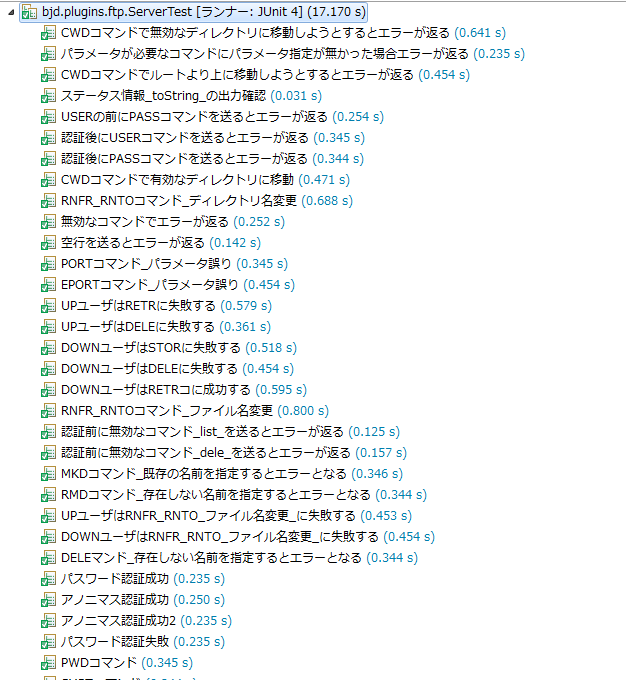 bjd.plugins.ftp.ServerTest [ランナー: JUnit 4] (17.170 s)
CWDコマンドで無効なディレクトリに移動しようとするとエラーが返る (0.641 s)
パラメータが必要なコマンドにパラメータ指定が無かった場合エラーが返る (0.235 s)
CWDコマンドでルートより上に移動しようとするとエラーが返る (0.454 s)
ステータス情報_toString_の出力確認 (0.031 s)
USERの前にPASSコマンドを送るとエラーが返る (0.254 s)
認証後にUSERコマンドを送るとエラーが返る (0.345 s)
認証後にPASSコマンドを送るとエラーが返る (0.344 s)
CWDコマンドで有効なディレクトリに移動 (0.471 s)
RNFR_RNTOコマンド_ディレクトリ名変更 (0.688 s)
無効なコマンドでエラーが返る (0.252 s)
空行を送るとエラーが返る (0.142 s)
PORTコマンド_パラメータ誤り (0.345 s)
EPORTコマンド_パラメータ誤り (0.454 s)
UPユーザはRETRに失敗する (0.579 s)
UPユーザはDELEに失敗する (0.361 s)
DOWNユーザはSTORに失敗する (0.518 s)
DOWNユーザはDELEに失敗する (0.454 s)
DOWNユーザはRETRコに成功する (0.595 s)
RNFR_RNTOコマンド_ファイル名変更 (0.800 s)
認証前に無効なコマンド_list_を送るとエラーが返る (0.125 s)
認証前に無効なコマンド_dele_を送るとエラーが返る (0.157 s)
MKDコマンド_既存の名前を指定するとエラーとなる (0.346 s)
RMDコマンド_存在しない名前を指定するとエラーとなる (0.344 s)
UPユーザはRNFR_RNTO_ファイル名変更_に失敗する (0.453 s)
DOWNユーザはRNFR_RNTO_ファイル名変更_に失敗する (0.454 s)
DELEマンド_存在しない名前を指定するとエラーとなる (0.344 s)
パスワード認証成功 (0.235 s)
アノニマス認証成功 (0.250 s)
アノニマス認証成功2 (0.235 s)
パスワード認証失敗 (0.235 s)
PWDコマンド (0.345 s)